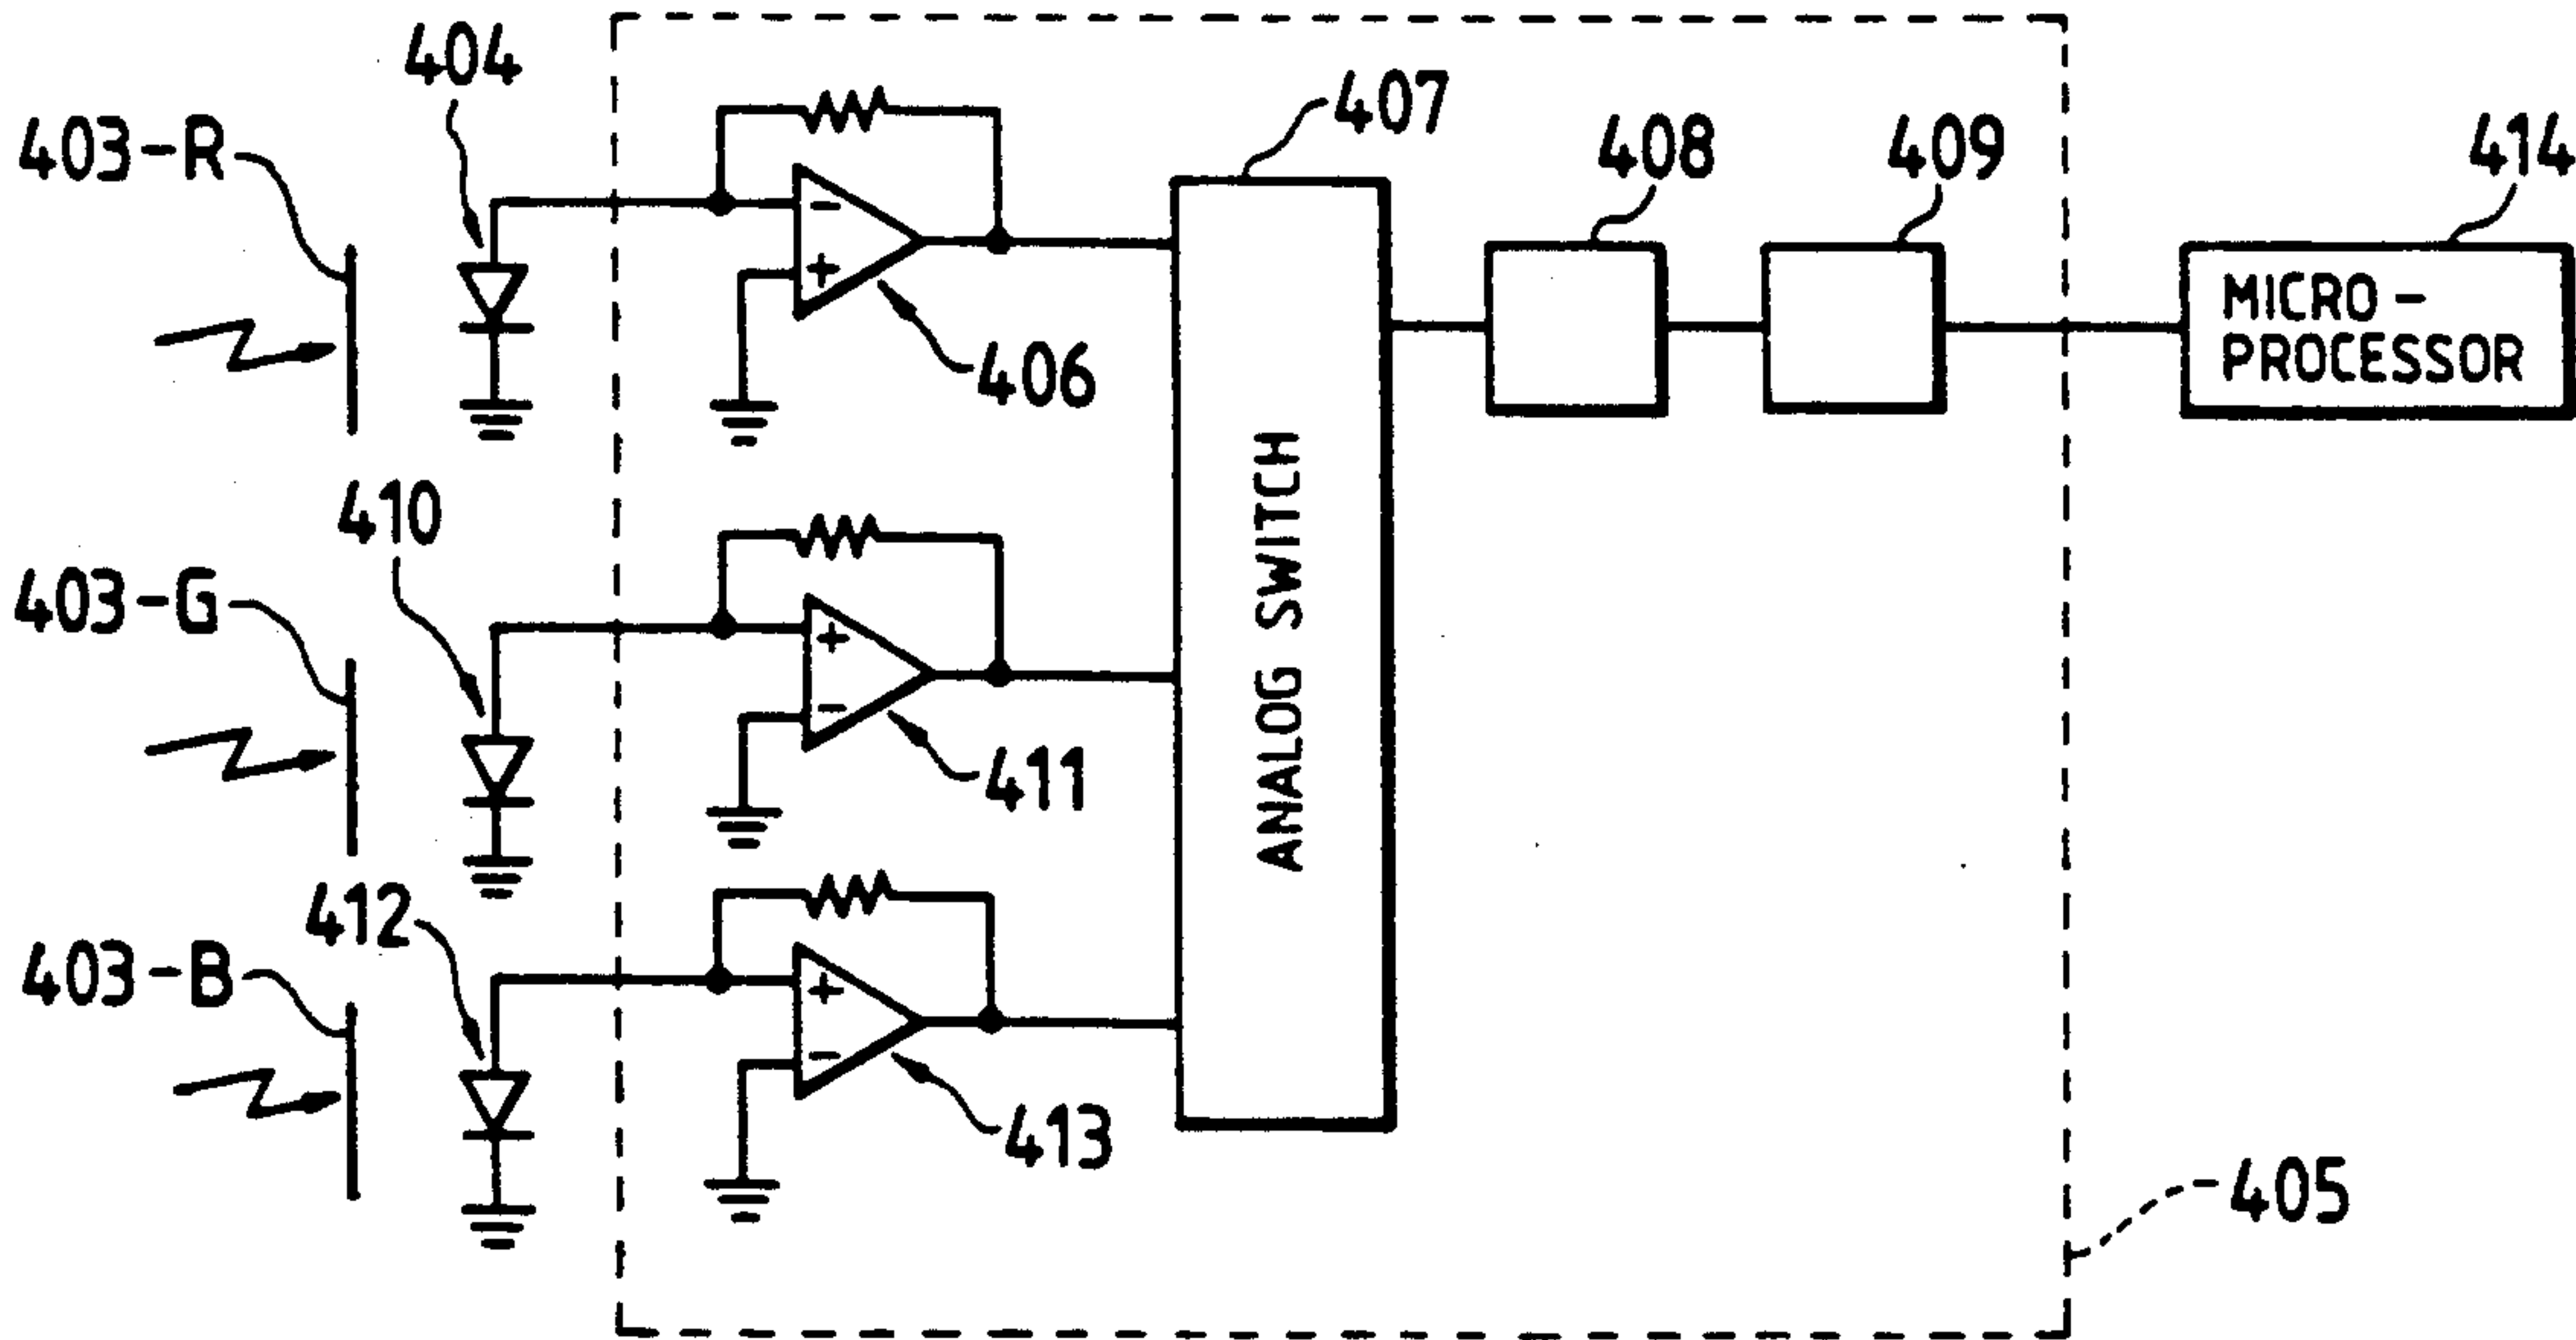 404
407
403-R
408
409
414
-
+
MICRO-
PROCESSOR
406
410
ANALOG SWITCH
403-G
+
-
411
412
403-B
+
-
413
405